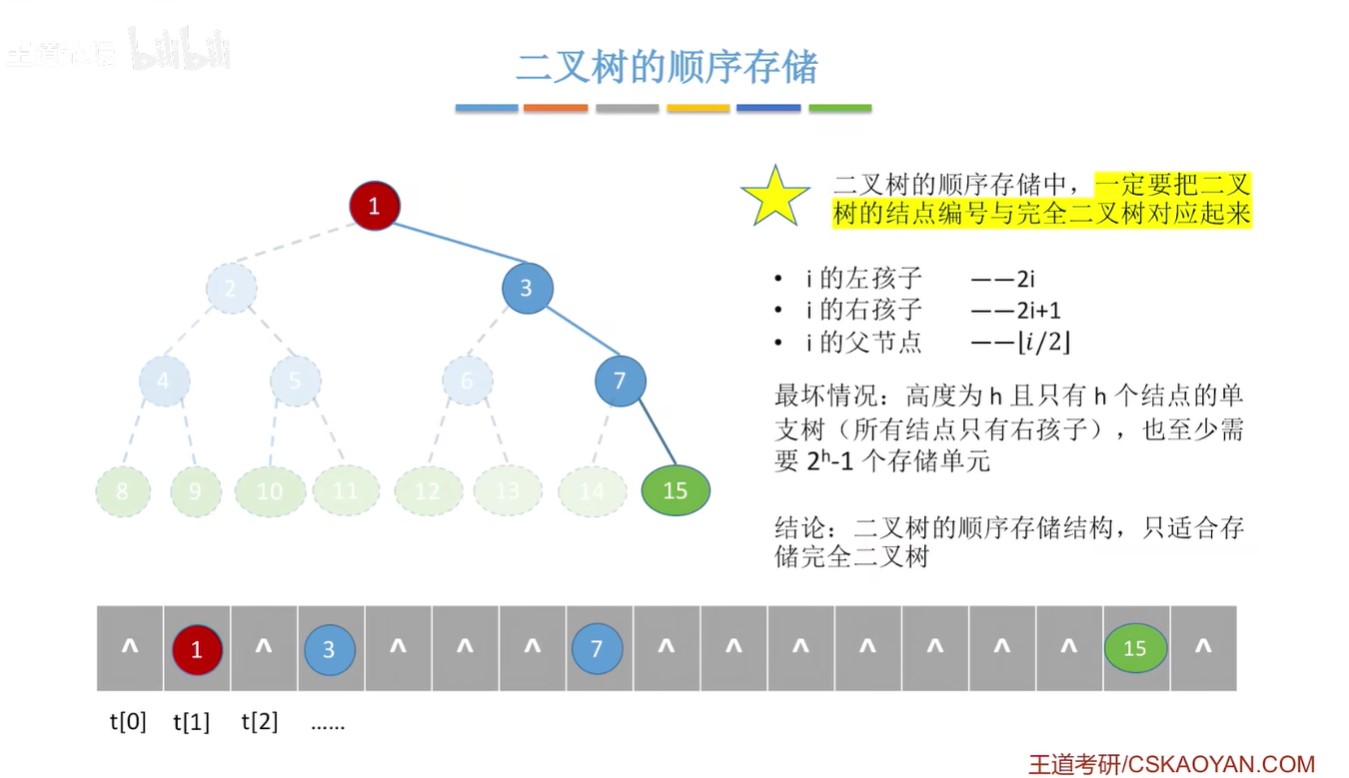 王道考研 bilibili
二叉树的顺序存储
1
2
3
4
5
6
7
8
9
10
11
12
13
14
15
二叉树的顺序存储中，一定要把二叉
树的结点编号与完全二叉树对应起来
• i 的左孩子 ——2i
• i 的右孩子 ——2i+1
• i 的父节点 ——⌊i/2⌋
最坏情况：高度为 h 且只有 h 个结点的单
支树（所有结点只有右孩子），也至少需
要 2ʰ-1 个存储单元
结论：二叉树的顺序存储结构，只适合存
储完全二叉树
^ 1 ^ 3 ^ ^ ^ 7 ^ ^ ^ ^ ^ ^ ^ 15 ^
t[0] t[1] t[2] ……
王道考研/CSKAOYAN.COM